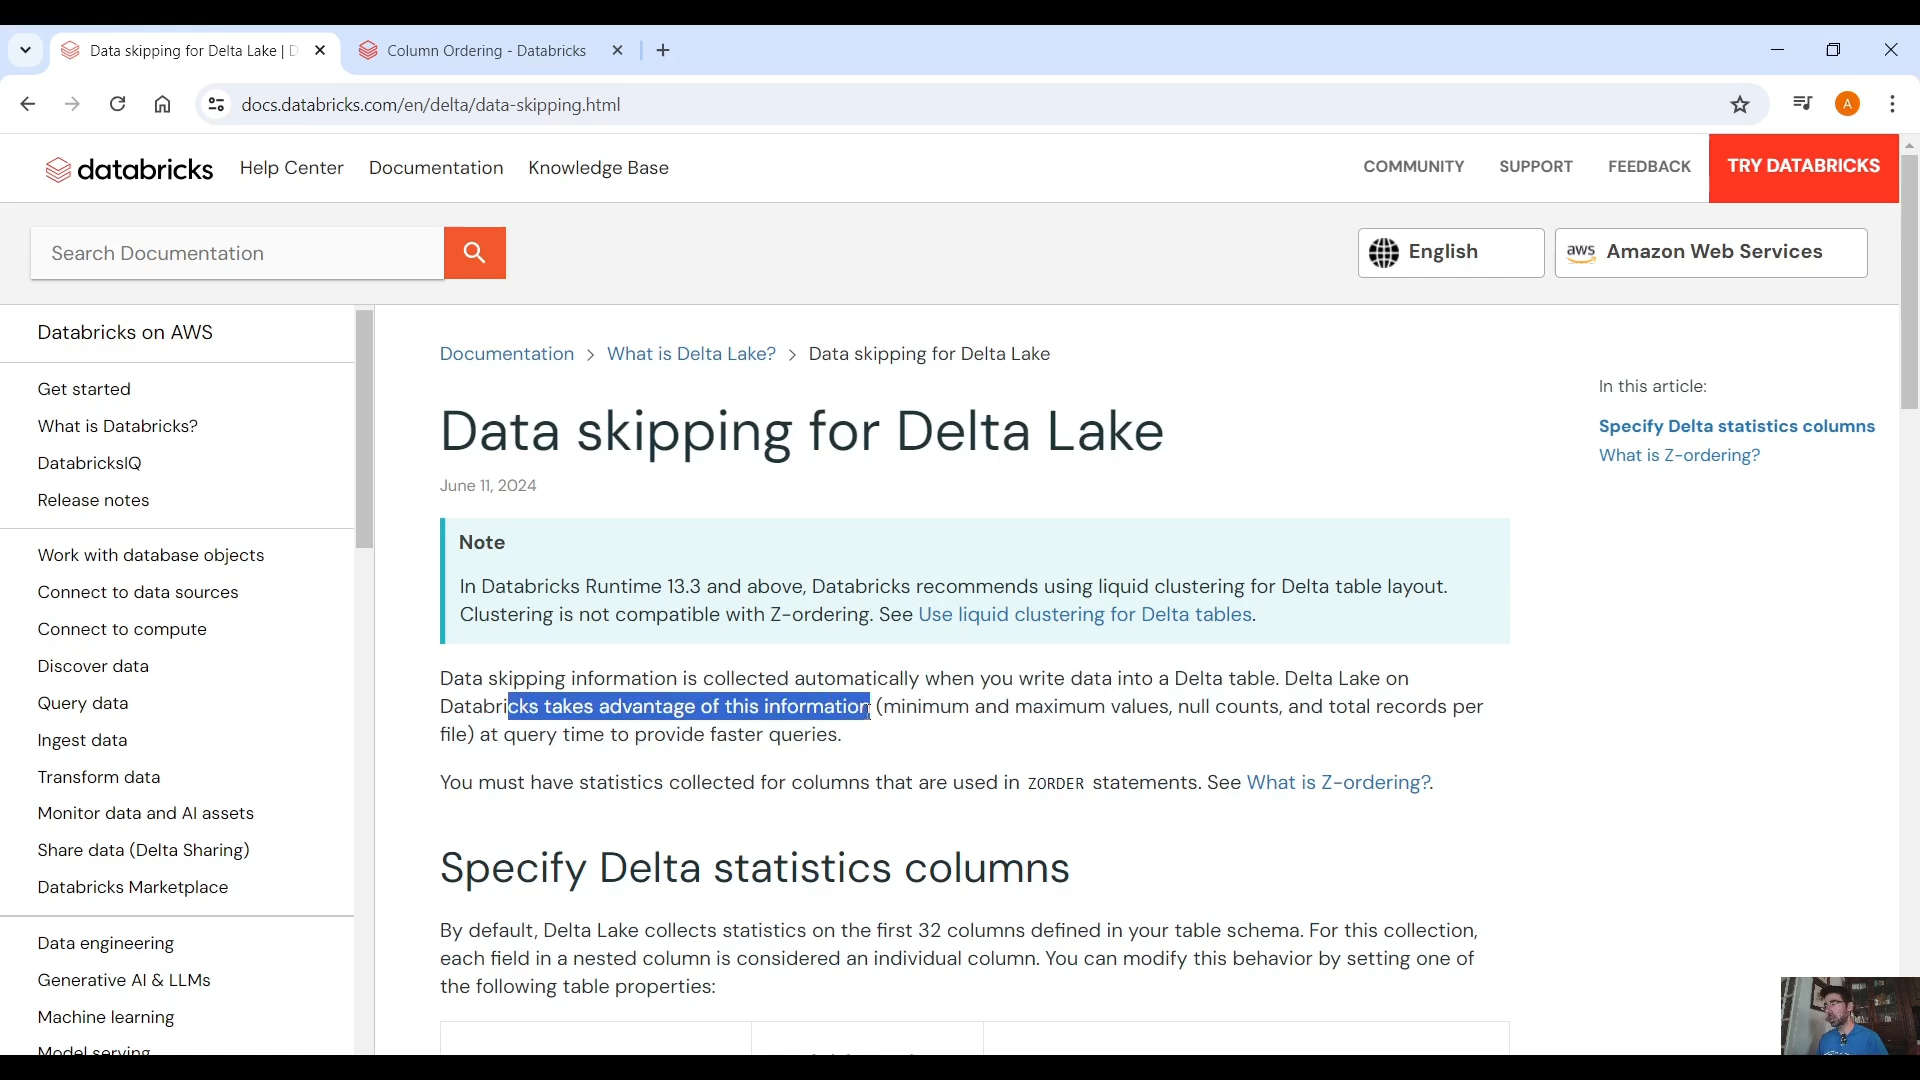 Data skipping for Delta Lake | D
Column Ordering - Databricks
docs.databricks.com/en/delta/data-skipping.html
A
databricks
Help Center
Documentation
Knowledge Base
COMMUNITY
SUPPORT
FEEDBACK
TRY DATABRICKS
Search Documentation
English
aws Amazon Web Services
Databricks on AWS
Get started
What is Databricks?
DatabricksIQ
Release notes
Work with database objects
Connect to data sources
Connect to compute
Discover data
Query data
Ingest data
Transform data
Monitor data and AI assets
Share data (Delta Sharing)
Databricks Marketplace
Data engineering
Generative AI & LLMs
Machine learning
Model serving
Documentation > What is Delta Lake? > Data skipping for Delta Lake
Data skipping for Delta Lake
June 11, 2024
Note
In Databricks Runtime 13.3 and above, Databricks recommends using liquid clustering for Delta table layout.
Clustering is not compatible with Z-ordering. See Use liquid clustering for Delta tables.
Data skipping information is collected automatically when you write data into a Delta table. Delta Lake on
Databricks takes advantage of this information (minimum and maximum values, null counts, and total records per
file) at query time to provide faster queries.
You must have statistics collected for columns that are used in ZORDER statements. See What is Z-ordering?.
Specify Delta statistics columns
By default, Delta Lake collects statistics on the first 32 columns defined in your table schema. For this collection,
each field in a nested column is considered an individual column. You can modify this behavior by setting one of
the following table properties:
In this article:
Specify Delta statistics columns
What is Z-ordering?